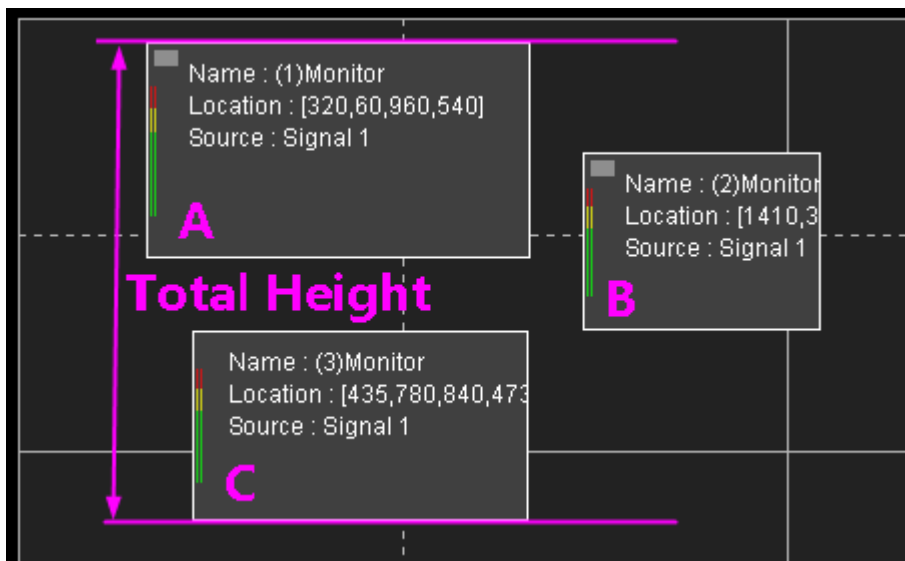 Name : (1)Monitor
Location : [320,60,960,540]
Source : Signal 1
A
Name : (2)Monitor
Location : [1410,3
Source : Signal 1
B
Total Height
Name : (3)Monitor
Location : [435,780,840,473
Source : Signal 1
C